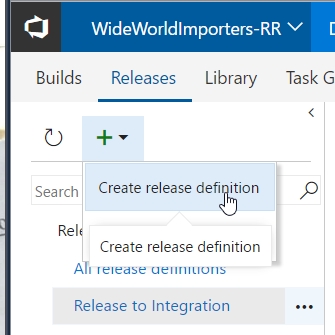 WideWorldImporters-RR
Builds Releases Library Task G
Create release definition
Search
Create release definition
Rele
All release definitions
Release to Integration